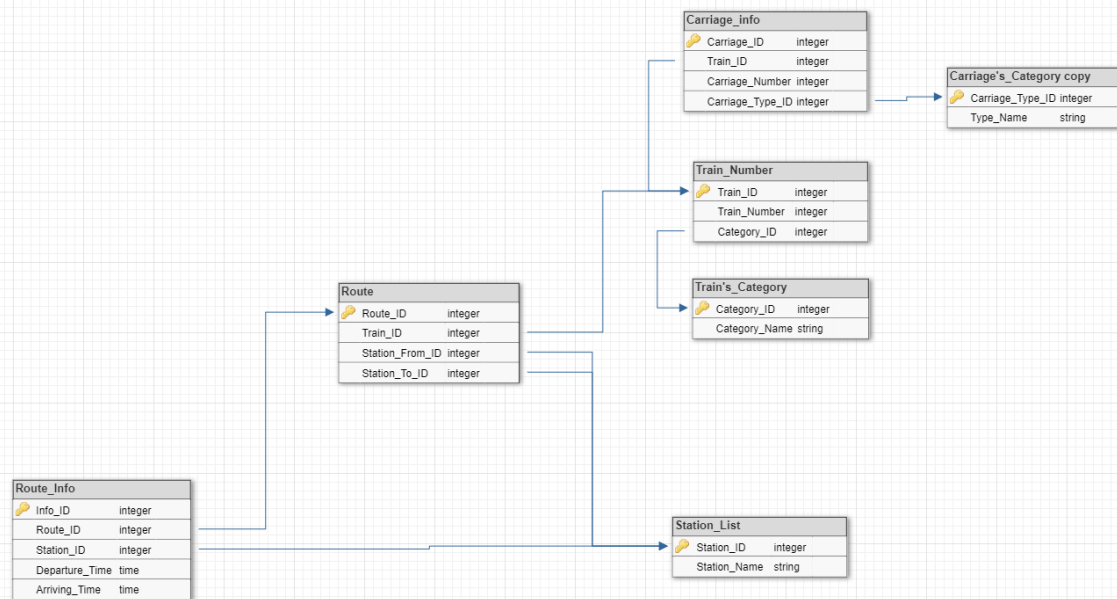 Carriage_info
Carriage_ID integer
Train_ID integer
Carriage_Number integer
Carriage_Type_ID integer
Carriage's_Category copy
Carriage_Type_ID integer
Type_Name string
Train_Number
Train_ID integer
Train_Number integer
Category_ID integer
Train's_Category
Category_ID integer
Category_Name string
Route
Route_ID integer
Train_ID integer
Station_From_ID integer
Station_To_ID integer
Route_Info
Info_ID integer
Route_ID integer
Station_ID integer
Departure_Time time
Arriving_Time time
Station_List
Station_ID integer
Station_Name string